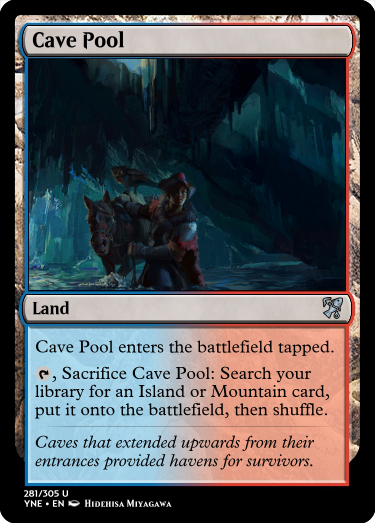 Cave Pool
Land
Cave Pool enters the battlefield tapped.
, Sacrifice Cave Pool: Search your
library for an Island or Mountain card,
put it onto the battlefield, then shuffle.
Caves that extended upwards from their
entrances provided havens for survivors.
281/305 U
YNE • EN Hidehisa Miyagawa